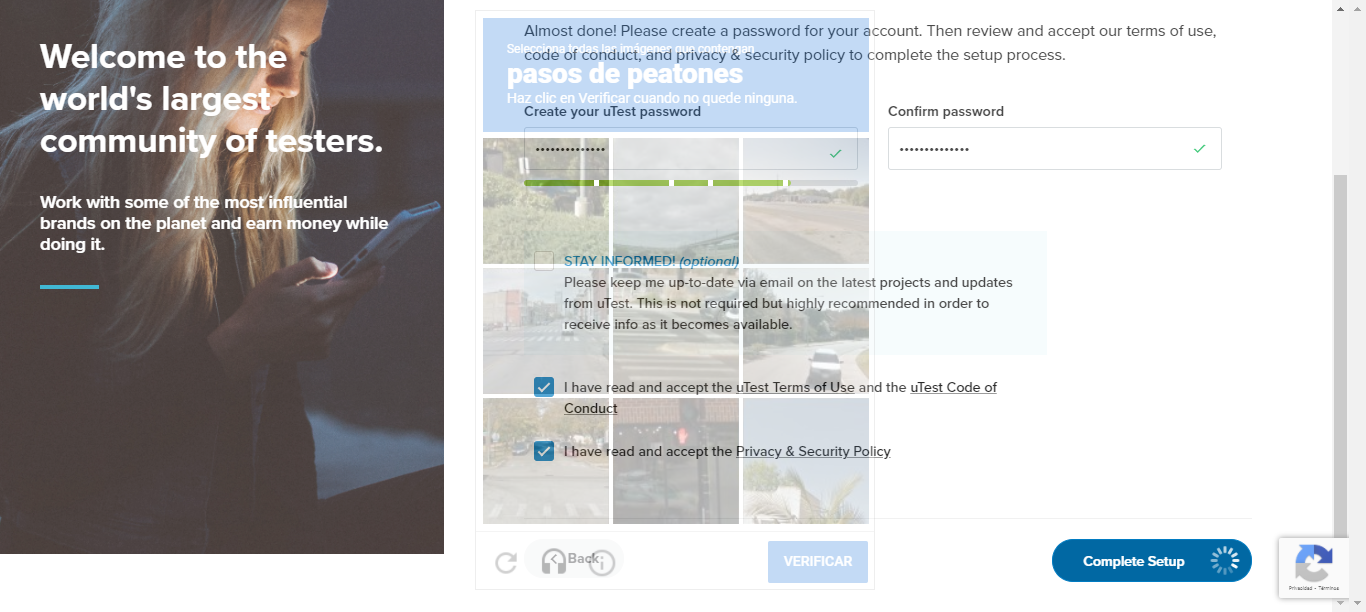 Welcome to the
world's largest
community of testers.
Work with some of the most influential
brands on the planet and earn money while
doing it.
Almost done! Please create a password for your account. Then review and accept our terms of use,
code of conduct, and privacy & security policy to complete the setup process.
Selecciona todas las imágenes que contengan
pasos de peatones
Haz clic en Verificar cuando no quede ninguna.
Create your uTest password
Confirm password
STAY INFORMED! (optional)
Please keep me up-to-date via email on the latest projects and updates
from uTest. This is not required but highly recommended in order to
receive info as it becomes available.
I have read and accept the uTest Terms of Use and the uTest Code of
Conduct
I have read and accept the Privacy & Security Policy
Back
VERIFICAR
Complete Setup
Privacidad - Términos